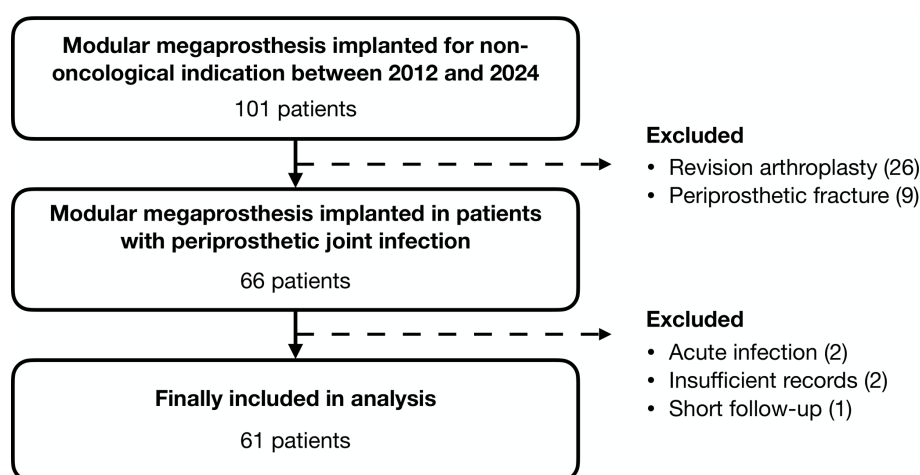 Modular megaprosthesis implanted for non-
oncological indication between 2012 and 2024
101 patients
Excluded
• Revision arthroplasty (26)
• Periprosthetic fracture (9)
Modular megaprosthesis implanted in patients
with periprosthetic joint infection
66 patients
Excluded
• Acute infection (2)
• Insufficient records (2)
• Short follow-up (1)
Finally included in analysis
61 patients